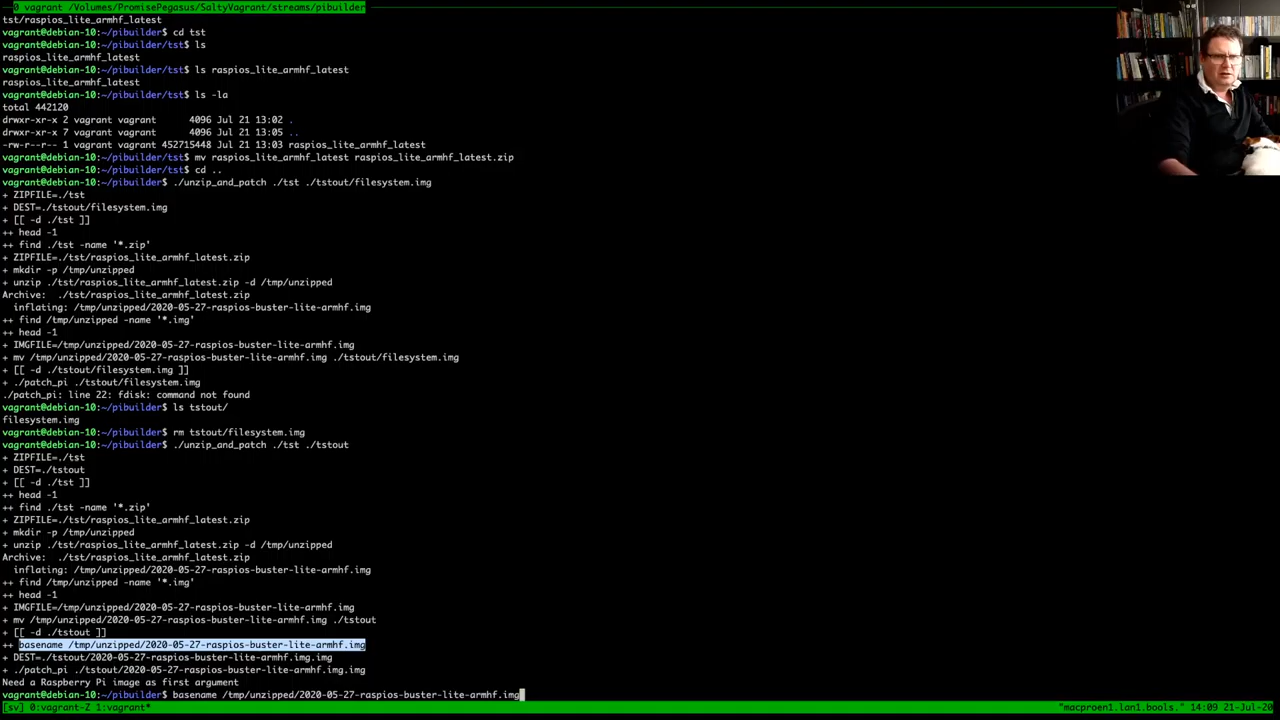 0 vagrant /Volumes/PromisePegasus/SaltyVagrant/streams/pibuilder
tst/raspios_lite_armhf_latest
vagrant@debian-10:~/pibuilder$ cd tst
vagrant@debian-10:~/pibuilder/tst$ ls
raspios_lite_armhf_latest
vagrant@debian-10:~/pibuilder/tst$ ls raspios_lite_armhf_latest
raspios_lite_armhf_latest
vagrant@debian-10:~/pibuilder/tst$ ls -la
total 442120
drwxr-xr-x 2 vagrant vagrant      4096 Jul 21 13:02 .
drwxr-xr-x 7 vagrant vagrant      4096 Jul 21 13:05 ..
-rw-r--r-- 1 vagrant vagrant 452715448 Jul 21 13:03 raspios_lite_armhf_latest
vagrant@debian-10:~/pibuilder/tst$ mv raspios_lite_armhf_latest raspios_lite_armhf_latest.zip
vagrant@debian-10:~/pibuilder/tst$ cd ..
vagrant@debian-10:~/pibuilder$ ./unzip_and_patch ./tst ./tstout/filesystem.img
+ ZIPFILE=./tst
+ DEST=./tstout/filesystem.img
+ [[ -d ./tst ]]
++ head -1
++ find ./tst -name '*.zip'
+ ZIPFILE=./tst/raspios_lite_armhf_latest.zip
+ mkdir -p /tmp/unzipped
+ unzip ./tst/raspios_lite_armhf_latest.zip -d /tmp/unzipped
Archive:  ./tst/raspios_lite_armhf_latest.zip
  inflating: /tmp/unzipped/2020-05-27-raspios-buster-lite-armhf.img
++ find /tmp/unzipped -name '*.img'
++ head -1
+ IMGFILE=/tmp/unzipped/2020-05-27-raspios-buster-lite-armhf.img
+ mv /tmp/unzipped/2020-05-27-raspios-buster-lite-armhf.img ./tstout/filesystem.img
+ [[ -d ./tstout/filesystem.img ]]
+ ./patch_pi ./tstout/filesystem.img
./patch_pi: line 22: fdisk: command not found
vagrant@debian-10:~/pibuilder$ ls tstout/
filesystem.img
vagrant@debian-10:~/pibuilder$ rm tstout/filesystem.img
vagrant@debian-10:~/pibuilder$ ./unzip_and_patch ./tst ./tstout
+ ZIPFILE=./tst
+ DEST=./tstout
+ [[ -d ./tst ]]
++ head -1
++ find ./tst -name '*.zip'
+ ZIPFILE=./tst/raspios_lite_armhf_latest.zip
+ mkdir -p /tmp/unzipped
+ unzip ./tst/raspios_lite_armhf_latest.zip -d /tmp/unzipped
Archive:  ./tst/raspios_lite_armhf_latest.zip
  inflating: /tmp/unzipped/2020-05-27-raspios-buster-lite-armhf.img
++ find /tmp/unzipped -name '*.img'
++ head -1
+ IMGFILE=/tmp/unzipped/2020-05-27-raspios-buster-lite-armhf.img
+ mv /tmp/unzipped/2020-05-27-raspios-buster-lite-armhf.img ./tstout
+ [[ -d ./tstout ]]
++ basename /tmp/unzipped/2020-05-27-raspios-buster-lite-armhf.img
+ DEST=./tstout/2020-05-27-raspios-buster-lite-armhf.img.img
+ ./patch_pi ./tstout/2020-05-27-raspios-buster-lite-armhf.img.img
Need a Raspberry Pi image as first argument
vagrant@debian-10:~/pibuilder$ basename /tmp/unzipped/2020-05-27-raspios-buster-lite-armhf.img
[sv] 0:vagrant-Z 1:vagrant* "macproen1.lan1.bools." 14:09 21-Jul-20